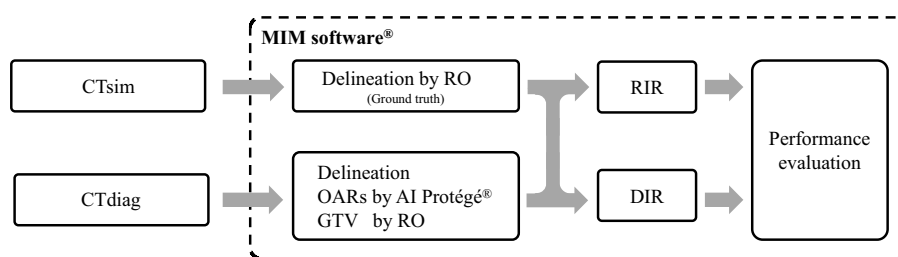 MIM software®
CTsim
Delineation by RO
(Ground truth)
RIR
Performance
evaluation
CTdiag
Delineation
OARs by AI Protégé®
GTV by RO
DIR